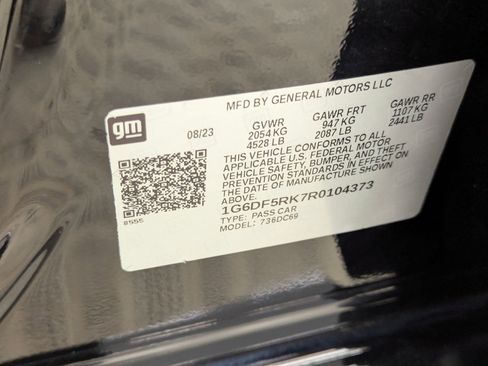 MFD BY GENERAL MOTORS LLC
gm
08/23
GVWR GAWR FRT GAWR RR
2054 KG 947 KG 1107 KG
4528 LB 2087 LB 2441 LB
THIS VEHICLE CONFORMS TO ALL
APPLICABLE U.S. FEDERAL MOTOR
VEHICLE SAFETY, BUMPER, AND THEFT
PREVENTION STANDARDS IN EFFECT ON
THE DATE OF MANUFACTURE SHOWN
ABOVE.
1G6DF5RK7R0104373
TYPE: PASS CAR
MODEL: 736DC69
8555